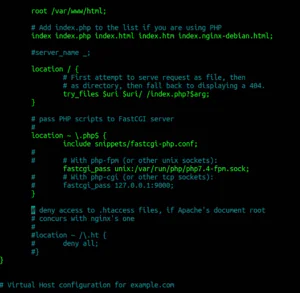 root /var/www/html;
# Add index.php to the list if you are using PHP
index index.php index.html index.htm index.nginx-debian.html;
#server_name _;
location / {
# First attempt to serve request as file, then
# as directory, then fall back to displaying a 404.
try_files $uri $uri/ /index.php?$arg;
}
# pass PHP scripts to FastCGI server
#
location ~ \.php$ {
include snippets/fastcgi-php.conf;
#
# # With php-fpm (or other unix sockets):
fastcgi_pass unix:/var/run/php/php7.4-fpm.sock;
# # With php-cgi (or other tcp sockets):
# fastcgi_pass 127.0.0.1:9000;
}
# deny access to .htaccess files, if Apache's document root
# concurs with nginx's one
#
#location ~ /\.ht {
# deny all;
#}
}
# Virtual Host configuration for example.com